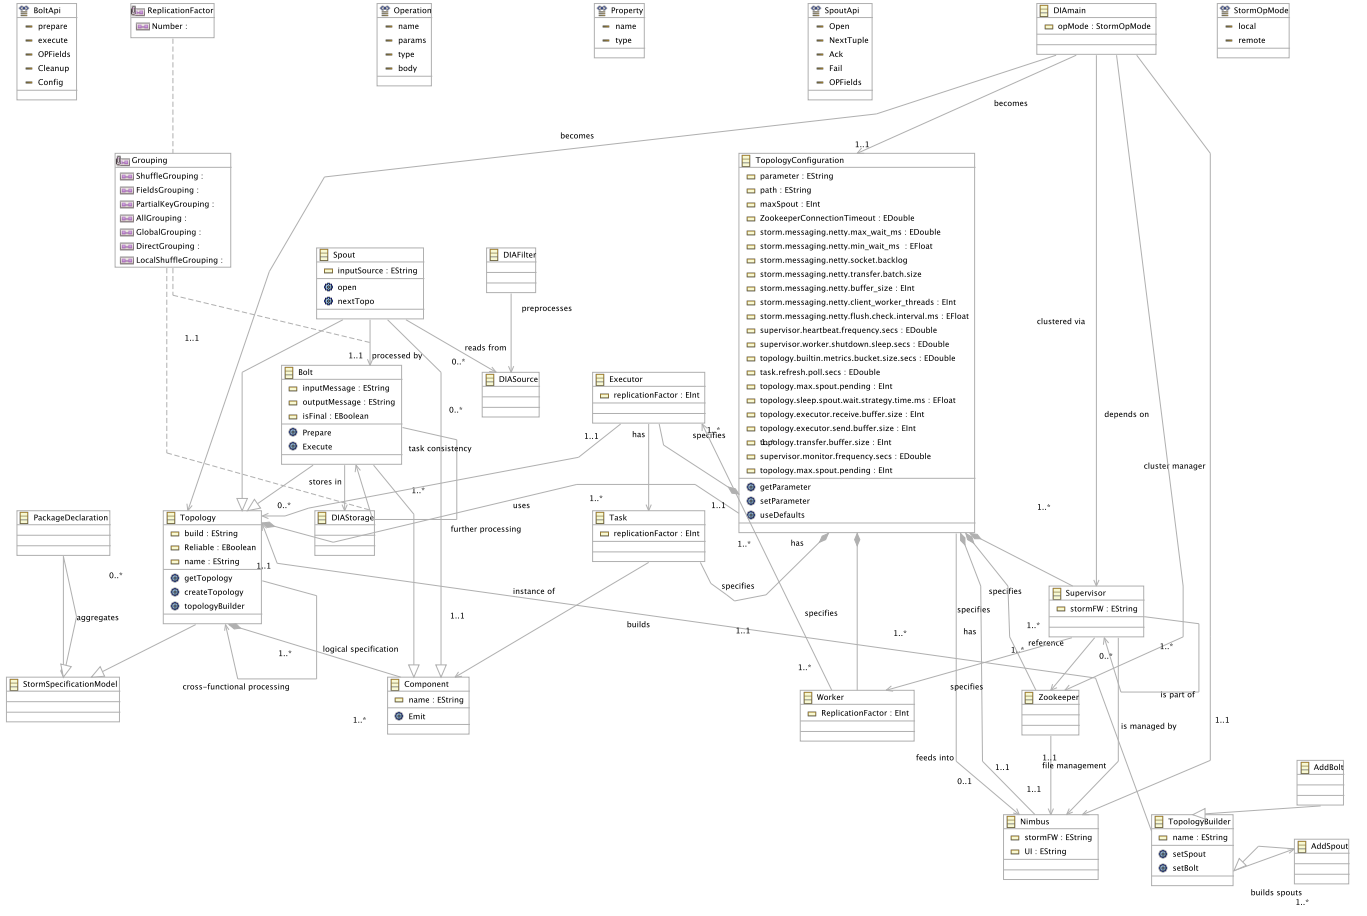 BoltApi
prepare
execute
OPFields
Cleanup
Config
ReplicationFactor
Number :
Operation
name
params
type
body
Property
name
type
SpoutApi
Open
NextTuple
Ack
Fail
OPFields
DIAmain
opMode : StormOpMode
StormOpMode
local
remote
becomes
becomes
1..1
clustered via
depends on
cluster manager
Grouping
ShuffleGrouping :
FieldsGrouping :
PartialKeyGrouping :
AllGrouping :
GlobalGrouping :
DirectGrouping :
LocalShuffleGrouping :
TopologyConfiguration
parameter : EString
path : EString
maxSpout : EInt
ZookeeperConnectionTimeout : EDouble
storm.messaging.netty.max_wait_ms : EDouble
storm.messaging.netty.min_wait_ms : EFloat
storm.messaging.netty.socket.backlog
storm.messaging.netty.transfer.batch.size
storm.messaging.netty.buffer_size : EInt
storm.messaging.netty.client_worker_threads : EInt
storm.messaging.netty.flush.check.interval.ms : EFloat
supervisor.heartbeat.frequency.secs : EDouble
supervisor.worker.shutdown.sleep.secs : EDouble
topology.builtin.metrics.bucket.size.secs : EDouble
task.refresh.poll.secs : EDouble
topology.max.spout.pending : EInt
topology.sleep.spout.wait.strategy.time.ms : EFloat
topology.executor.receive.buffer.size : EInt
topology.executor.send.buffer.size : EInt
topology.transfer.buffer.size : EInt
supervisor.monitor.frequency.secs : EDouble
topology.max.spout.pending : EInt
getParameter
setParameter
useDefaults
Spout
inputSource : EString
open
nextTopo
DIAFilter
preprocesses
1..1
1..1
processed by
reads from
0..*
0..*
Bolt
inputMessage : EString
outputMessage : EString
isFinal : EBoolean
Prepare
Execute
DIASource
Executor
replicationFactor : EInt
1..1
has
specifies
1..*
task consistency
stores in
1..*
0..*
uses
1..*
1..1
1..*
PackageDeclaration
Topology
build : EString
Reliable : EBoolean
name : EString
getTopology
createTopology
topologyBuilder
DIAStorage
further processing
Task
replicationFactor : EInt
has
1..*
1..1
0..*
instance of
specifies
specifies
Supervisor
stormFW : EString
aggregates
1..1
builds
1..1
specifies
specifies
has
1..*
1..*
reference
1..*
0..*
1..*
1..*
logical specification
1..*
cross-functional processing
StormSpecificationModel
Component
name : EString
Emit
1..*
Worker
ReplicationFactor : EInt
specifies
Zookeeper
is part of
is managed by
1..1
feeds into
1..1
file management
1..1
0..1
1..1
Nimbus
stormFW : EString
UI : EString
AddBolt
TopologyBuilder
name : EString
setSpout
setBolt
AddSpout
builds spouts
1..*